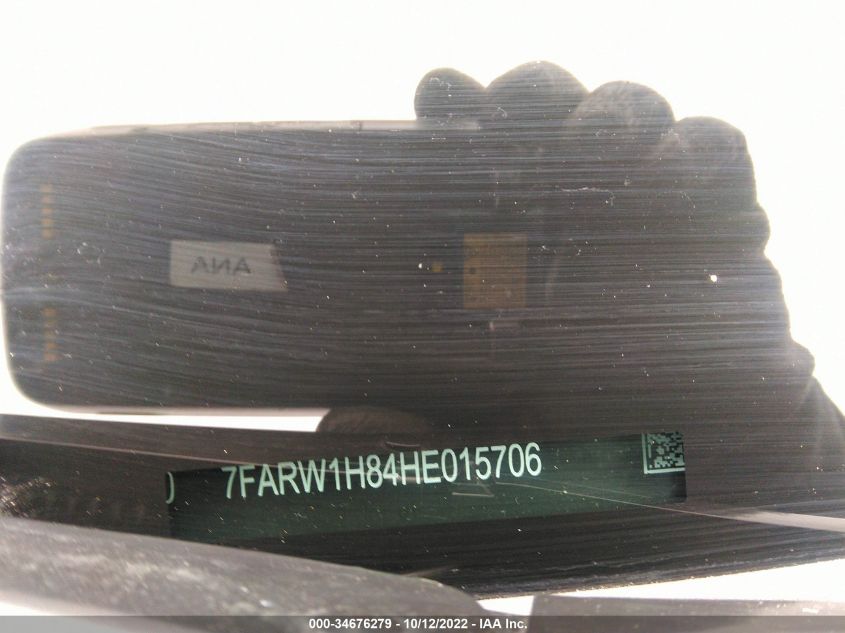 ANA
) 7FARW1H84HE015706
000-34676279 - 10/12/2022 - IAA Inc.